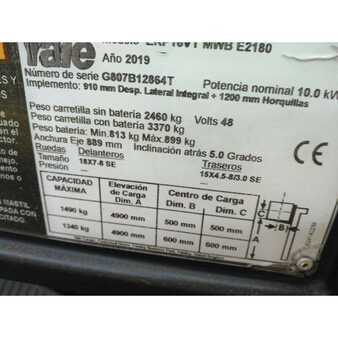 Yale
Modelo ERP16VT MWB E2180
Año 2019
Número de serie G807B12864T
Potencia nominal 10.0 kW
Implemento: 910 mm Desp. Lateral Integral + 1200 mm Horquillas
Peso carretilla sin batería 2460 kg Volts 48
Peso carretilla con batería 3370 kg
Peso batería: Min.813 kg Máx.899 kg
Anchura Eje 889 mm Inclinación atrás 5.0 Grados
Ruedas Delanteros Traseros
Tamaño: 18X7-8 SE 15X4.5-8/3.0 SE
CAPACIDAD MÁXIMA Elevación de Carga Dim. A Centro de Carga Dim. B Dim. C
1490 kg 4900 mm 500 mm 500 mm
1340 kg 4900 mm 600 mm 500 mm
C
B
A